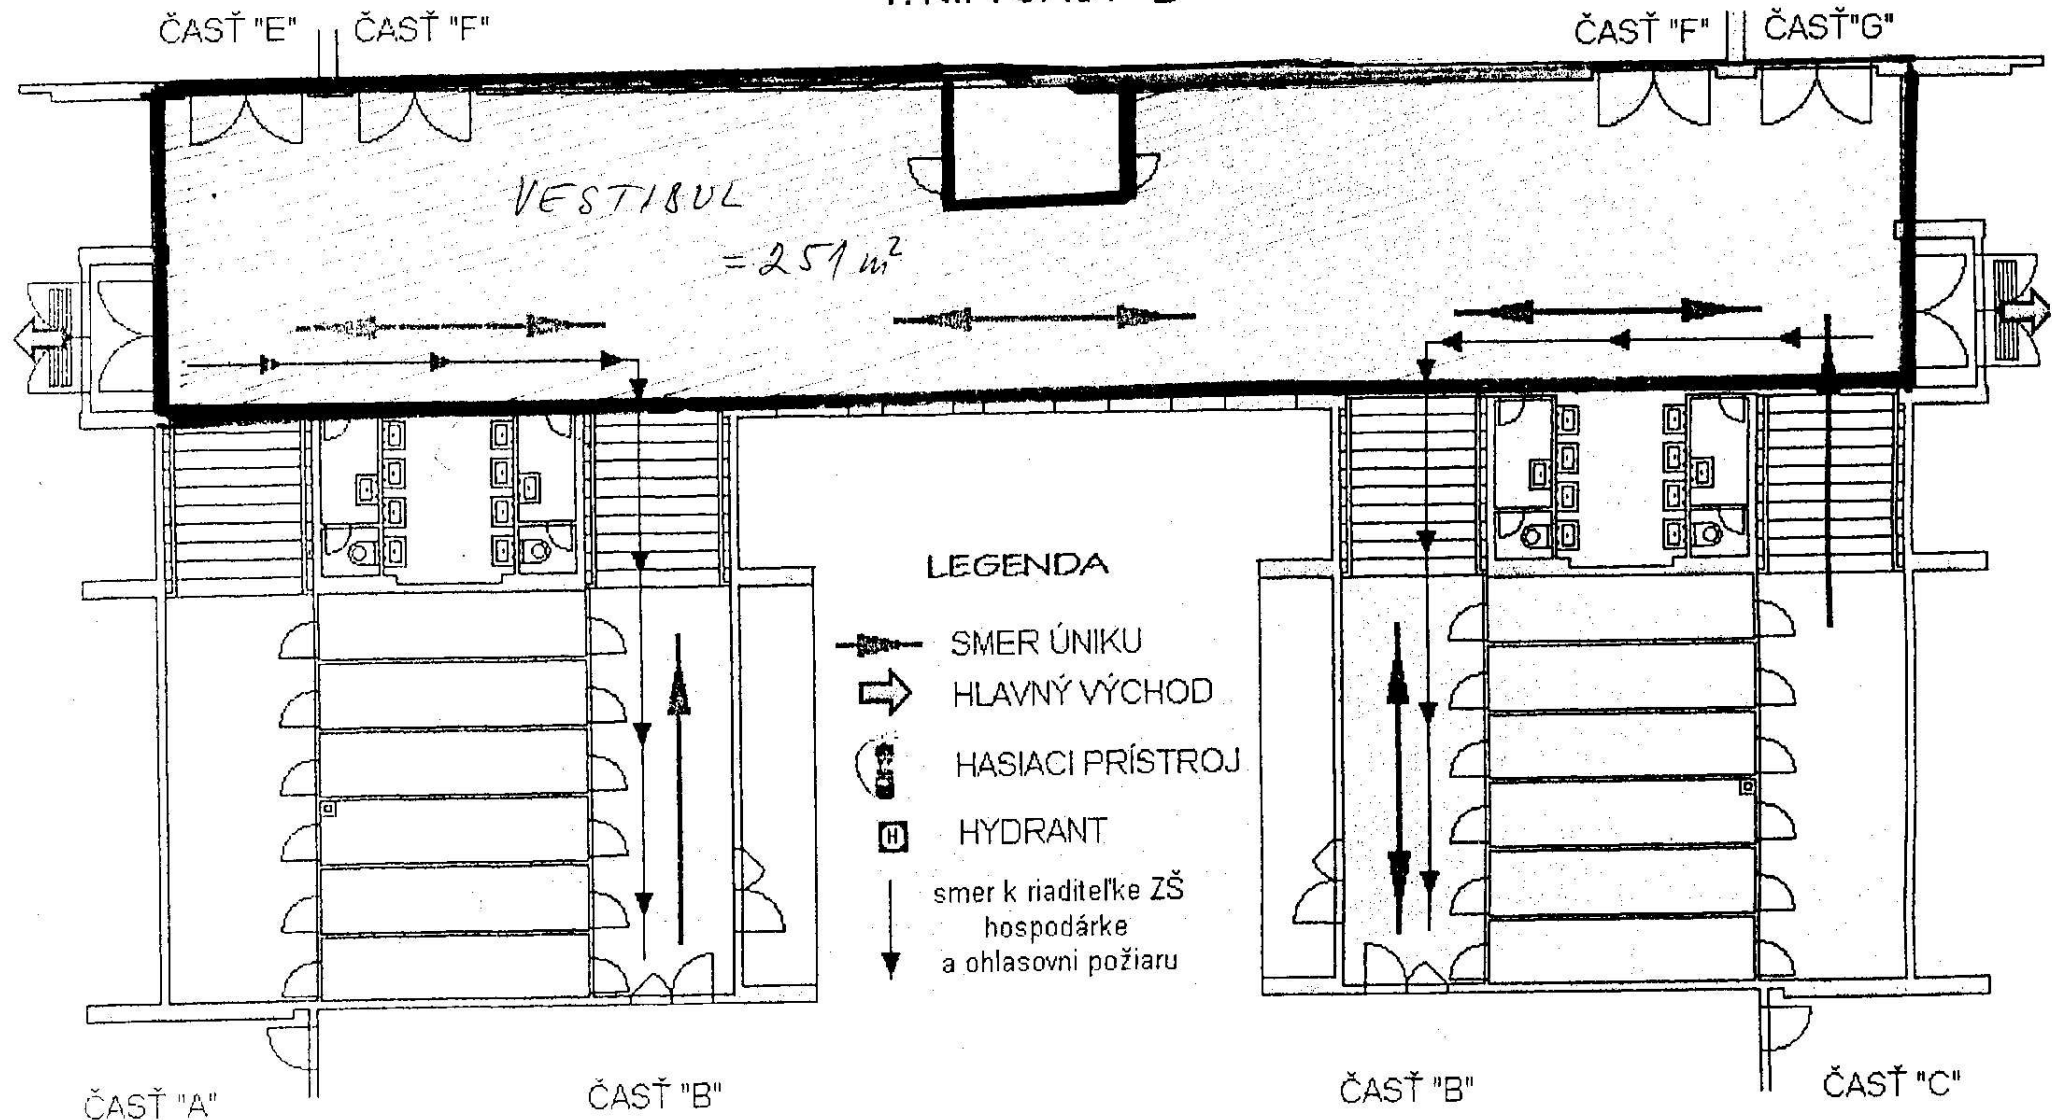 ČASŤ "E" ČASŤ "F" ČASŤ "F" ČASŤ "G"
VESTIBUL
= 251 m²
LEGENDA
SMER ÚNIKU
HLAVNÝ VÝCHOD
HASIACI PRÍSTROJ
H HYDRANT
smer k riaditeľke ZŠ
hospodárke
a ohlasovni požiaru
ČASŤ "A" ČASŤ "B" ČASŤ "B" ČASŤ "C"